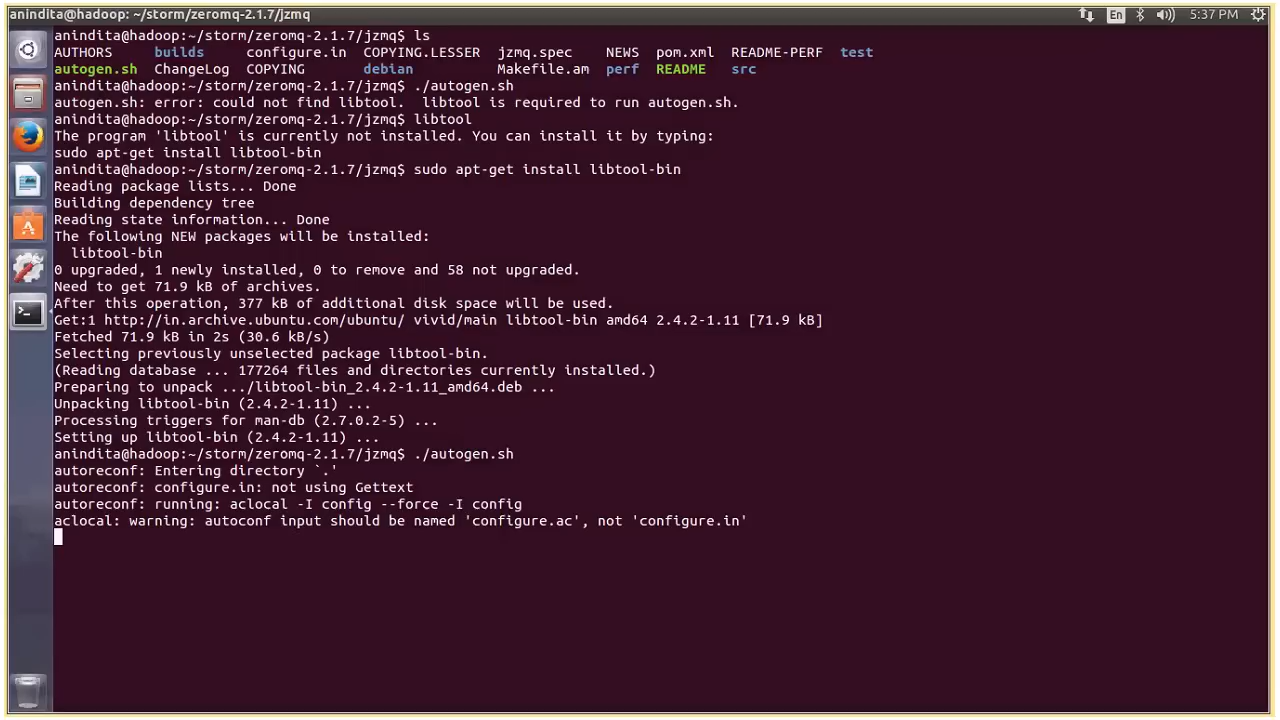 anindita@hadoop: ~/storm/zeromq-2.1.7/jzmq En 5:37 PM
anindita@hadoop:~/storm/zeromq-2.1.7/jzmq$ ls
AUTHORS builds configure.in COPYING.LESSER jzmq.spec NEWS pom.xml README-PERF test
autogen.sh ChangeLog COPYING debian Makefile.am perf README src
anindita@hadoop:~/storm/zeromq-2.1.7/jzmq$ ./autogen.sh
autogen.sh: error: could not find libtool.  libtool is required to run autogen.sh.
anindita@hadoop:~/storm/zeromq-2.1.7/jzmq$ libtool
The program 'libtool' is currently not installed. You can install it by typing:
sudo apt-get install libtool-bin
anindita@hadoop:~/storm/zeromq-2.1.7/jzmq$ sudo apt-get install libtool-bin
Reading package lists... Done
Building dependency tree
Reading state information... Done
The following NEW packages will be installed:
  libtool-bin
0 upgraded, 1 newly installed, 0 to remove and 58 not upgraded.
Need to get 71.9 kB of archives.
After this operation, 377 kB of additional disk space will be used.
Get:1 http://in.archive.ubuntu.com/ubuntu/ vivid/main libtool-bin amd64 2.4.2-1.11 [71.9 kB]
Fetched 71.9 kB in 2s (30.6 kB/s)
Selecting previously unselected package libtool-bin.
(Reading database ... 177264 files and directories currently installed.)
Preparing to unpack .../libtool-bin_2.4.2-1.11_amd64.deb ...
Unpacking libtool-bin (2.4.2-1.11) ...
Processing triggers for man-db (2.7.0.2-5) ...
Setting up libtool-bin (2.4.2-1.11) ...
anindita@hadoop:~/storm/zeromq-2.1.7/jzmq$ ./autogen.sh
autoreconf: Entering directory `.'
autoreconf: configure.in: not using Gettext
autoreconf: running: aclocal -I config --force -I config
aclocal: warning: autoconf input should be named 'configure.ac', not 'configure.in'